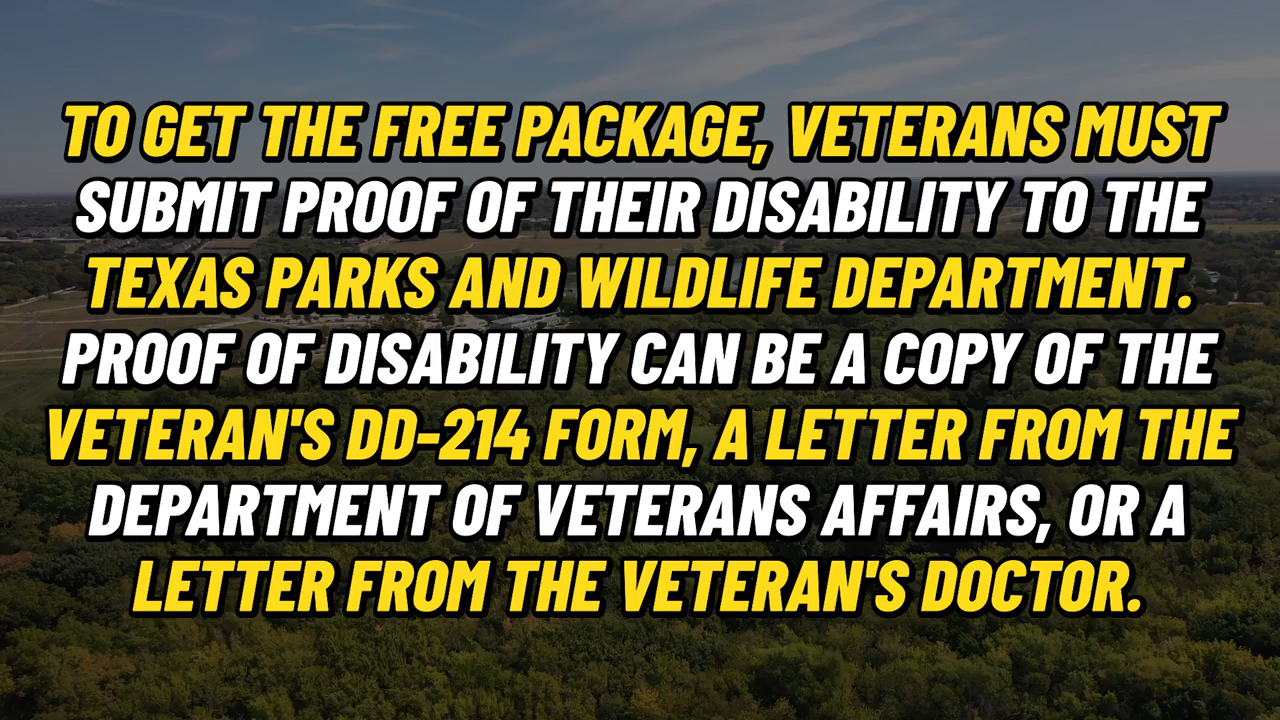 TO GET THE FREE PACKAGE, VETERANS MUST
SUBMIT PROOF OF THEIR DISABILITY TO THE
TEXAS PARKS AND WILDLIFE DEPARTMENT.
PROOF OF DISABILITY CAN BE A COPY OF THE
VETERAN'S DD-214 FORM, A LETTER FROM THE
DEPARTMENT OF VETERANS AFFAIRS, OR A
LETTER FROM THE VETERAN'S DOCTOR.